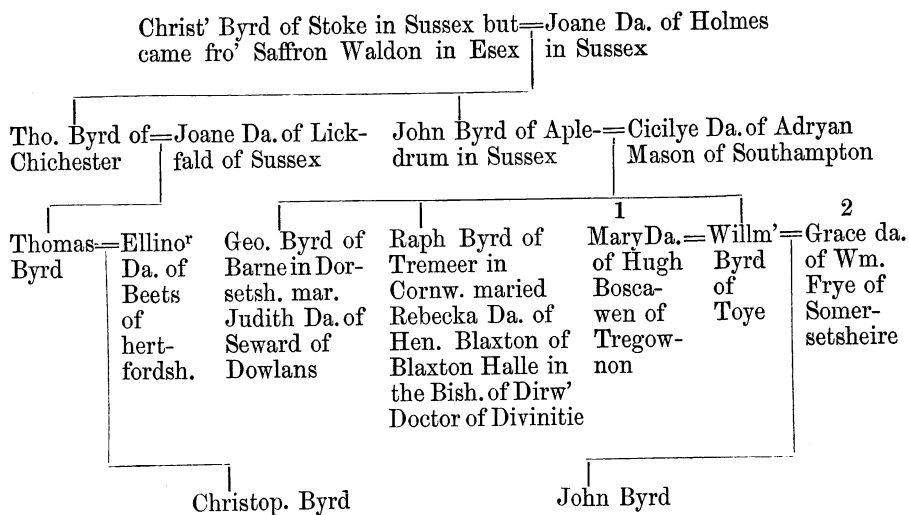 Christ' Byrd of Stoke in Sussex but=Joane Da. of Holmes
came fro' Saffron Waldon in Esex in Sussex
Tho. Byrd of=Joane Da. of Lick-
Chichester fald of Sussex
John Byrd of Aple-=Cicilye Da. of Adryan
drum in Sussex Mason of Southampton
Thomas=Ellinoʳ
Byrd Da. of
Beets
of
hert-
fordsh.
Geo. Byrd of
Barne in Dor-
setsh. mar.
Judith Da. of
Seward of
Dowlans
Raph Byrd of
Tremeer in
Cornw. maried
Rebecka Da. of
Hen. Blaxton of
Blaxton Halle in
the Bish. of Dirw'
Doctor of Divinitie
1
Mary Da.=
of Hugh
Bosca-
wen of
Tregow-
non
Willm'=
Byrd
of
Toye
2
Grace da.
of Wm.
Frye of
Somer-
setsheire
Christop. Byrd
John Byrd